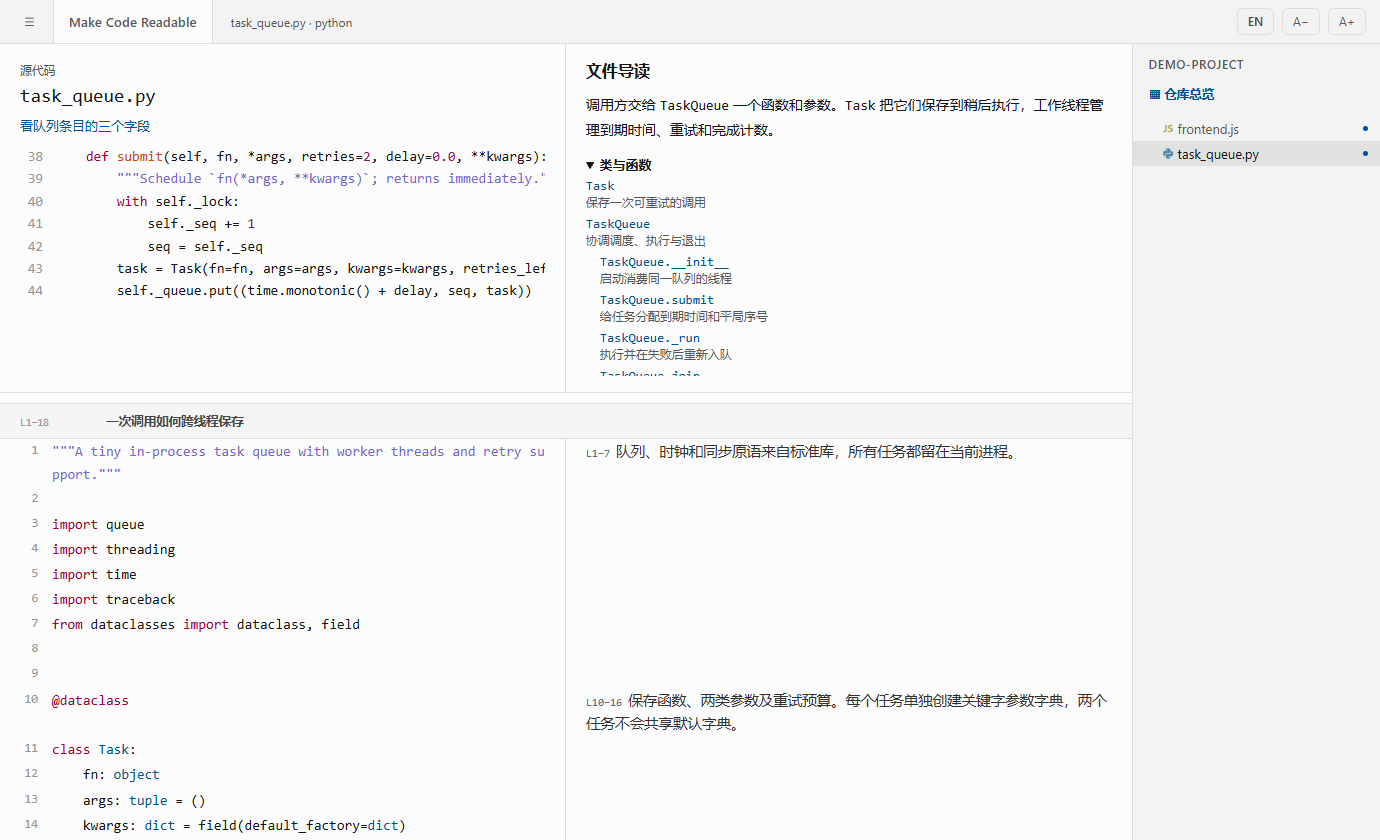 ☰
Make Code Readable
task_queue.py · python
EN
A−
A+
源代码
task_queue.py
看队列条目的三个字段
38 def submit(self, fn, *args, retries=2, delay=0.0, **kwargs):
39 """Schedule `fn(*args, **kwargs)`; returns immediately."
40 with self._lock:
41 self._seq += 1
42 seq = self._seq
43 task = Task(fn=fn, args=args, kwargs=kwargs, retries_lef
44 self._queue.put((time.monotonic() + delay, seq, task))
文件导读
调用方交给 TaskQueue 一个函数和参数。Task 把它们保存到稍后执行，工作线程管
理到期时间、重试和完成计数。
▼ 类与函数
Task
保存一次可重试的调用
TaskQueue
协调调度、执行与退出
TaskQueue.__init__
启动消费同一队列的线程
TaskQueue.submit
给任务分配到期时间和平局序号
TaskQueue._run
执行并在失败后重新入队
TaskQueue.join
DEMO-PROJECT
▦ 仓库总览
JS frontend.js
task_queue.py
L1–18 一次调用如何跨线程保存
1 """A tiny in-process task queue with worker threads and retry su
pport."""
2
3 import queue
4 import threading
5 import time
6 import traceback
7 from dataclasses import dataclass, field
8
9
10 @dataclass
11 class Task:
12 fn: object
13 args: tuple = ()
14 kwargs: dict = field(default_factory=dict)
L1–7 队列、时钟和同步原语来自标准库，所有任务都留在当前进程。
L10–16 保存函数、两类参数及重试预算。每个任务单独创建关键字参数字典，两个
任务不会共享默认字典。